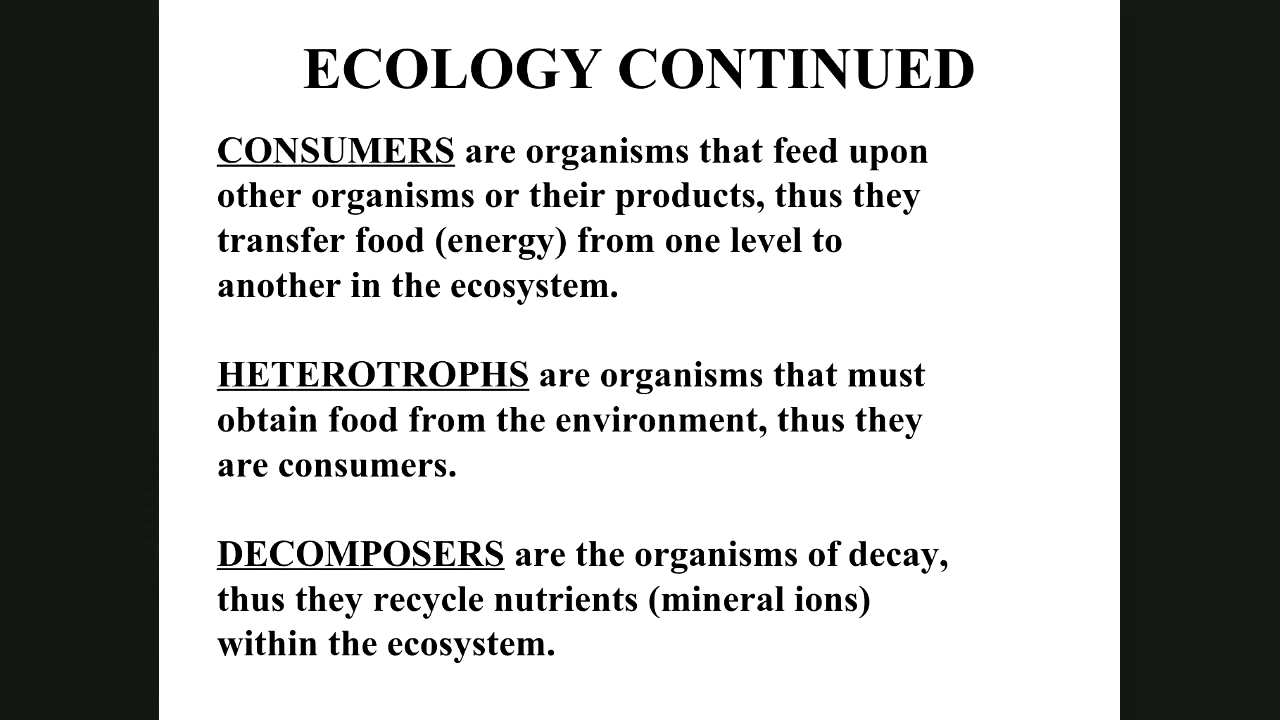 ECOLOGY CONTINUED
CONSUMERS are organisms that feed upon
other organisms or their products, thus they
transfer food (energy) from one level to
another in the ecosystem.
HETEROTROPHS are organisms that must
obtain food from the environment, thus they
are consumers.
DECOMPOSERS are the organisms of decay,
thus they recycle nutrients (mineral ions)
within the ecosystem.